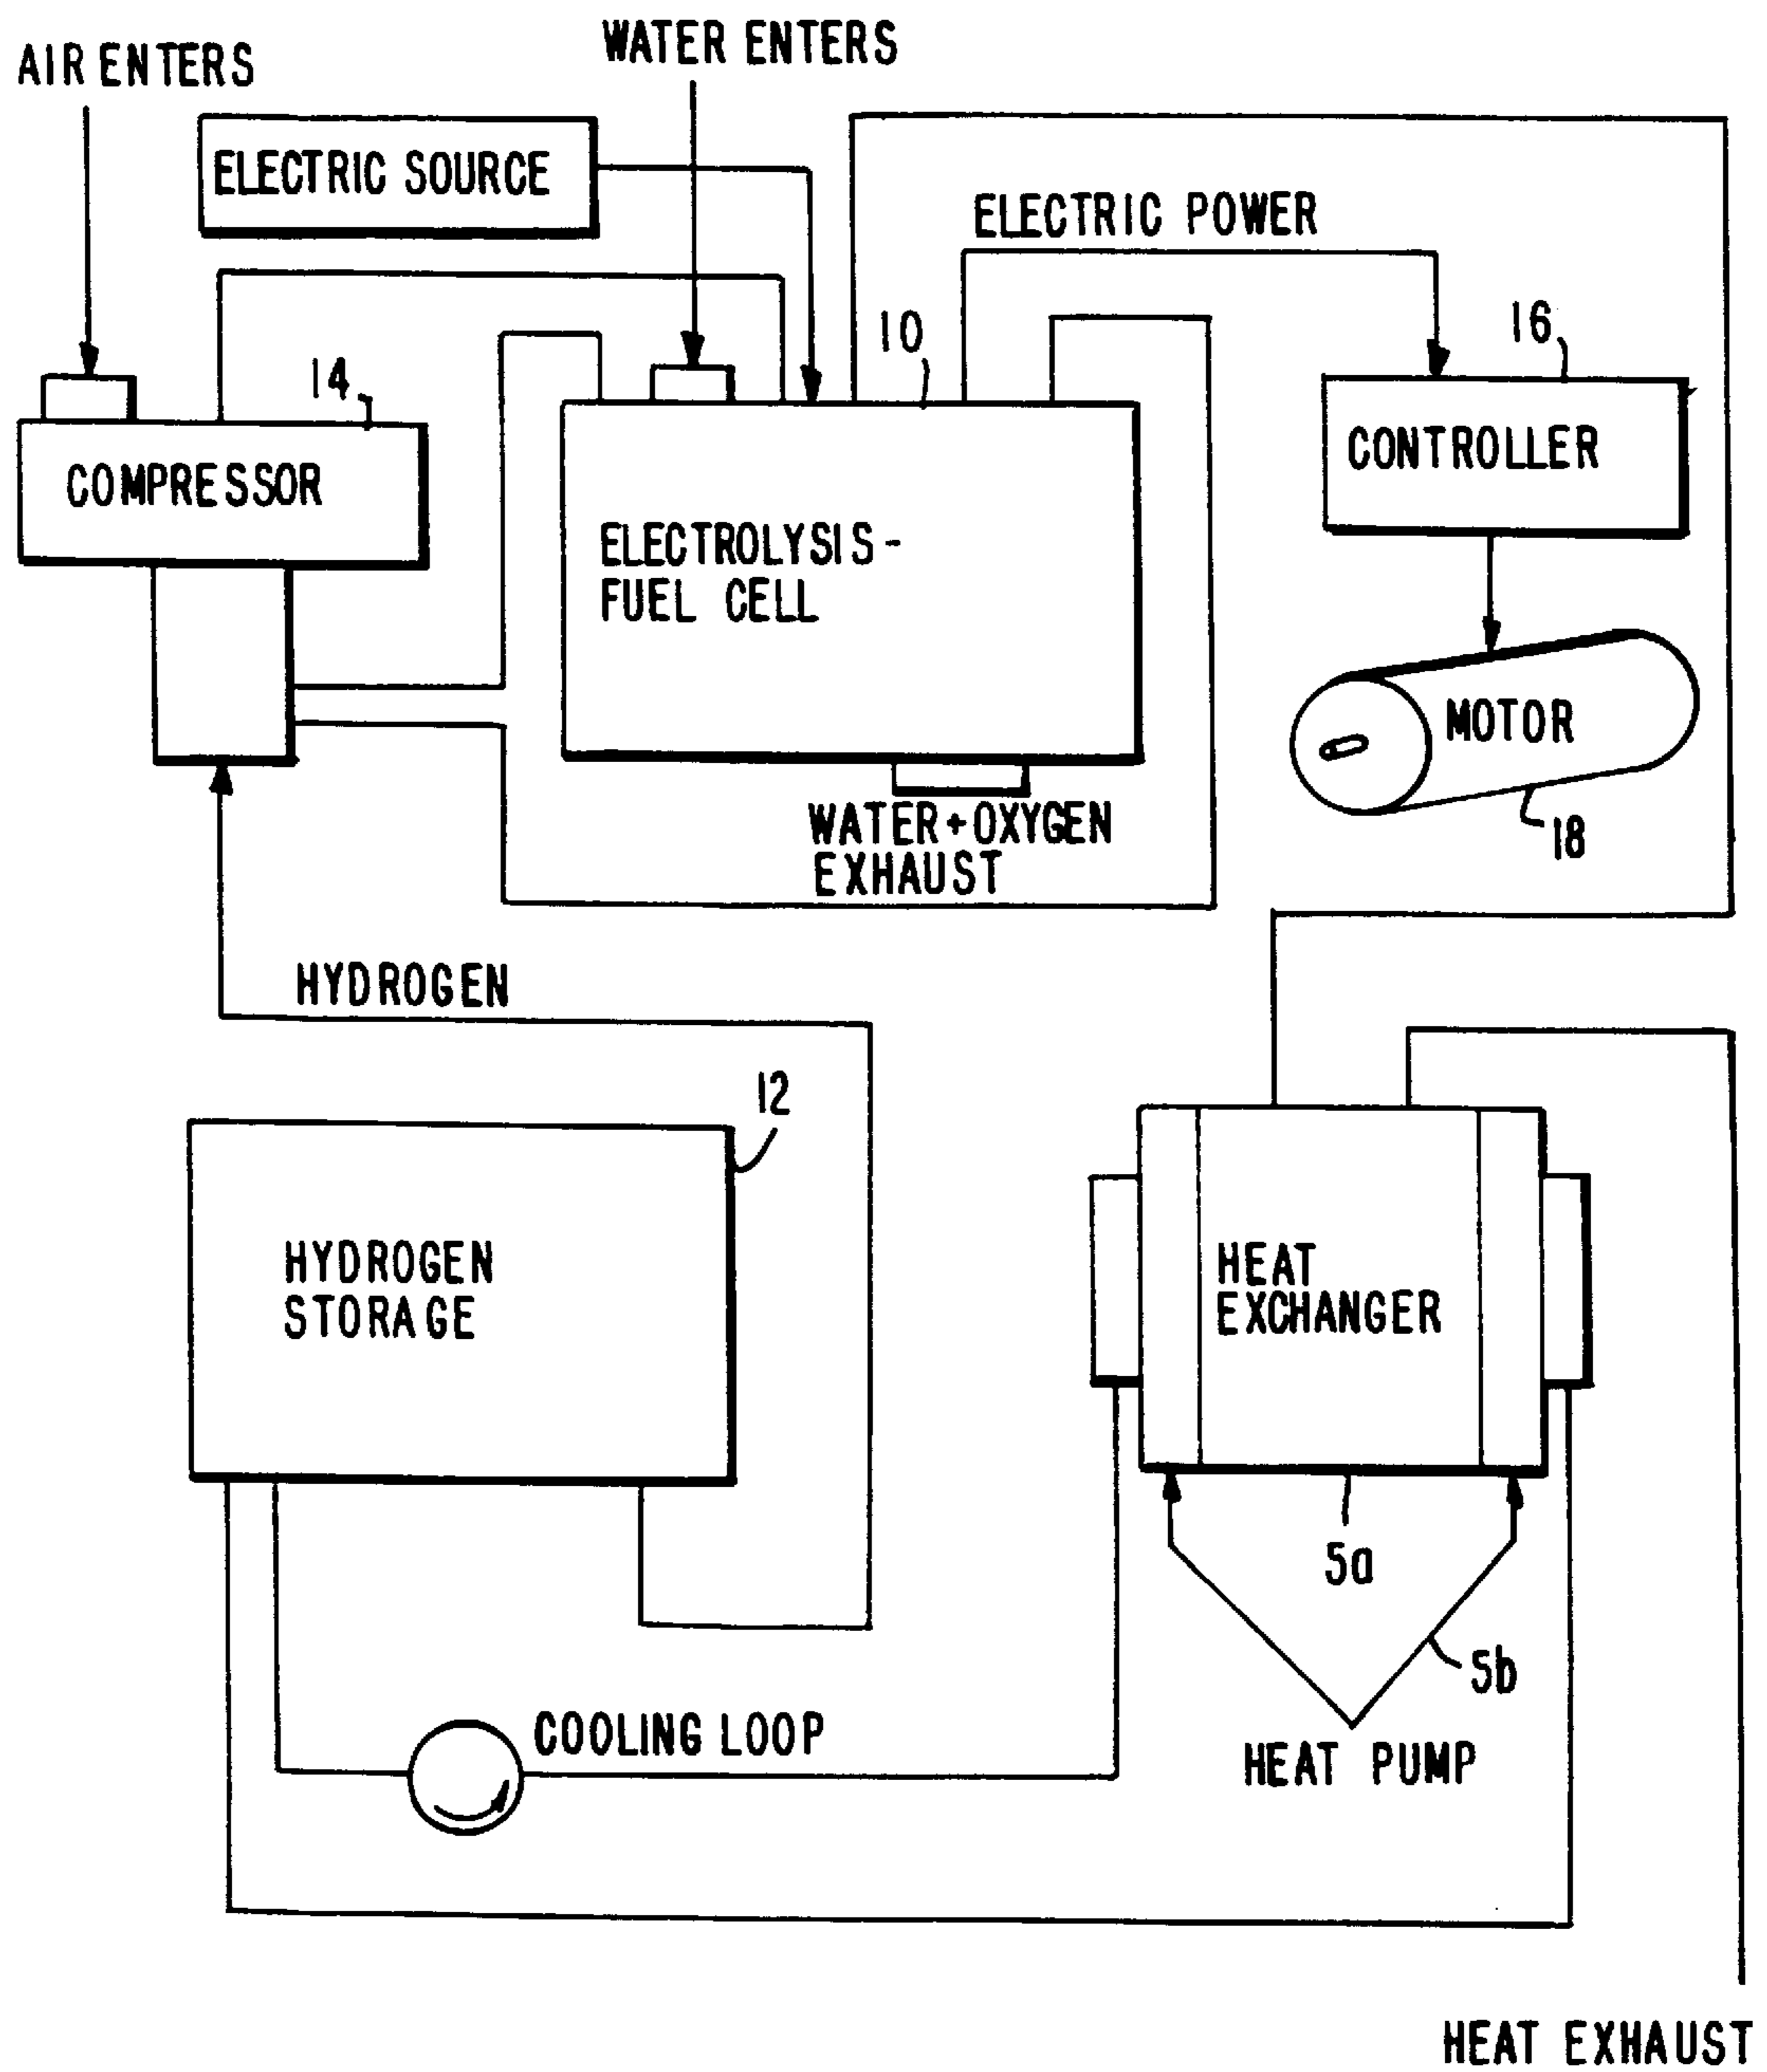 AIR ENTERS
WATER ENTERS
ELECTRIC SOURCE
ELECTRIC POWER
14
10
16
COMPRESSOR
CONTROLLER
ELECTROLYSIS-
FUEL CELL
MOTOR
18
WATER+OXYGEN
EXHAUST
HYDROGEN
12
HYDROGEN
STORAGE
HEAT
EXCHANGER
5a
5b
COOLING LOOP
HEAT PUMP
HEAT EXHAUST